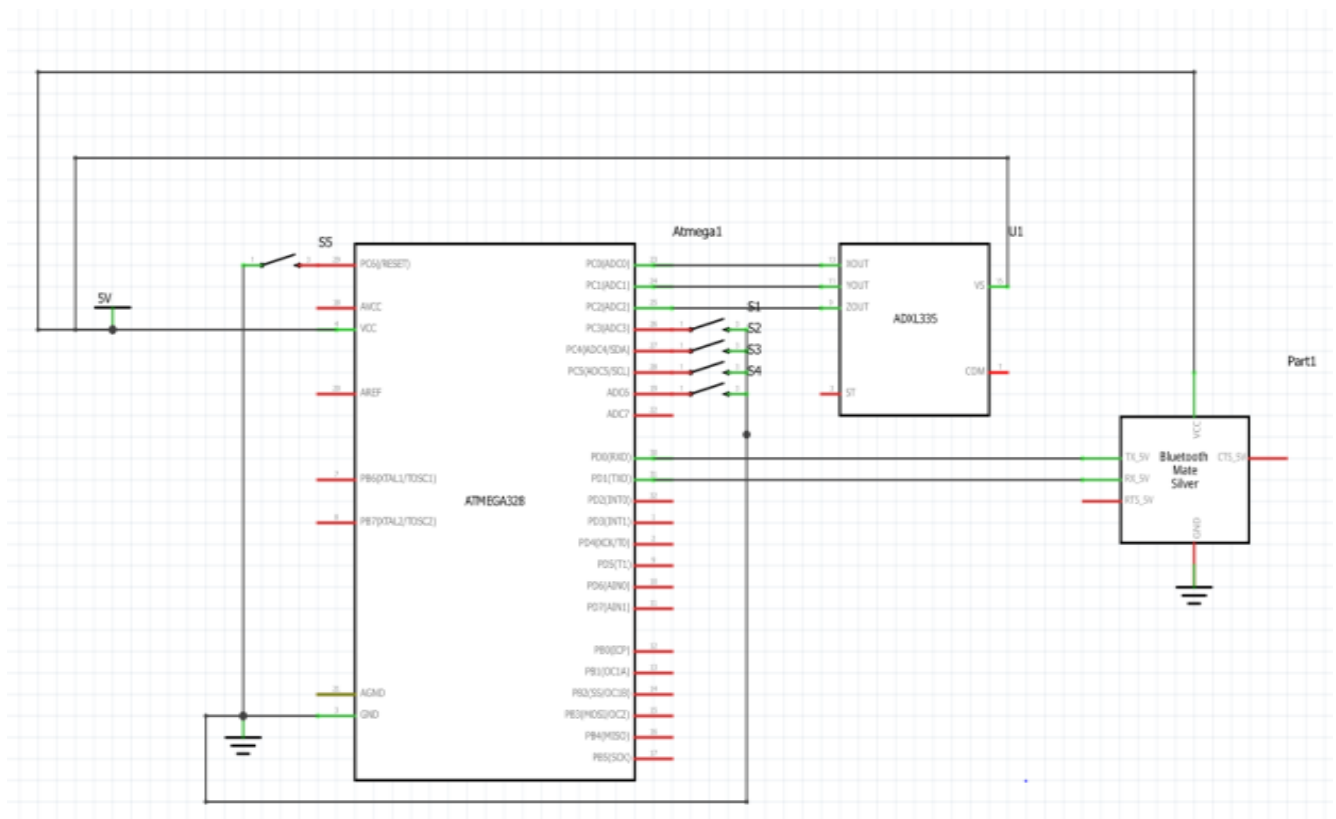 Atmega1
U1
S5
PC6(/RESET)
PC0(ADC0)
XOUT
PC1(ADC1)
YOUT
VS
5V
AVCC
PC2(ADC2)
S1
ZOUT
ADXL335
VCC
PC3(ADC3)
S2
PC4(ADC4/SDA)
S3
Part1
PC5(ADC5/SCL)
S4
COM
AREF
ADC6
ST
ADC7
VCC
PD0(RXD)
TX_5V
Bluetooth
Mate
Silver
CTS_5V
PB6(XTAL1/TOSC1)
PD1(TXD)
RX_5V
ATMEGA328
PD2(INT0)
RTS_5V
PB7(XTAL2/TOSC2)
PD3(INT1)
GND
PD4(XCK/T0)
PD5(T1)
PD6(AIN0)
PD7(AIN1)
PB0(ICP)
PB1(OC1A)
AGND
PB2(SS/OC1B)
GND
PB3(MOSI/OC2)
PB4(MISO)
PB5(SCK)